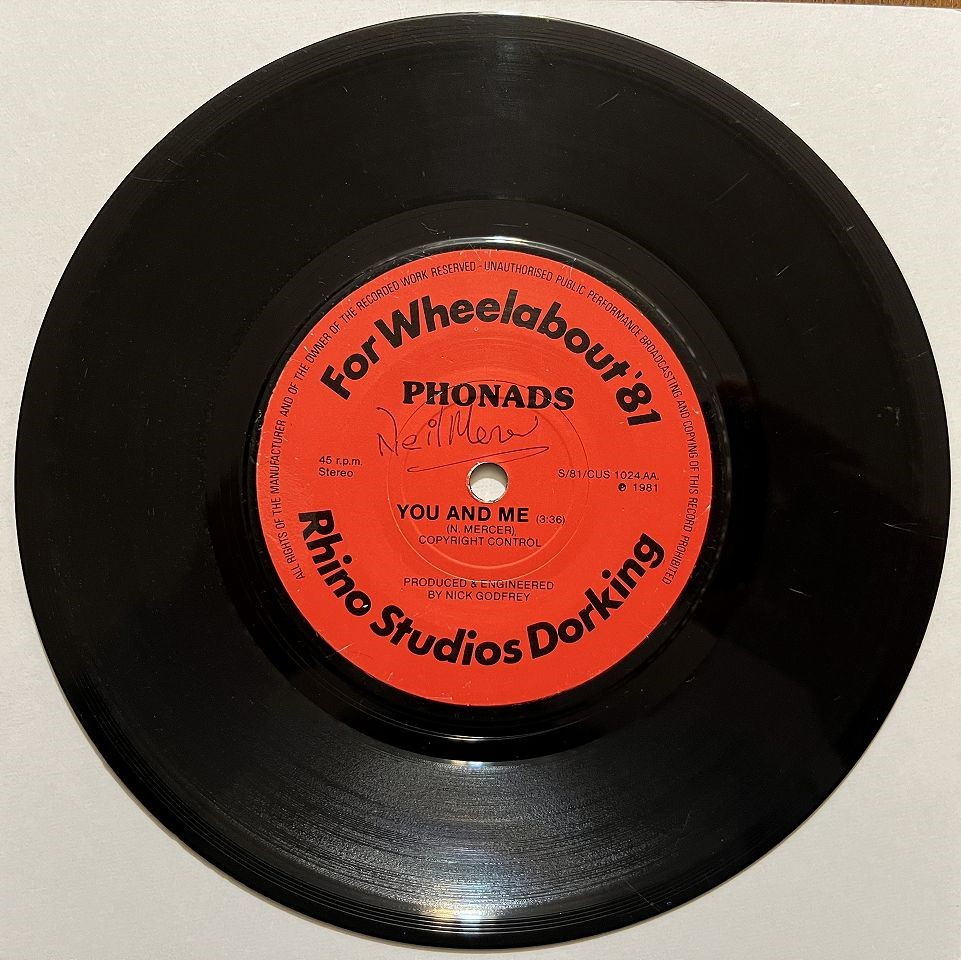 ALL RIGHTS OF THE MANUFACTURER AND OF THE OWNER OF THE RECORDED WORK RESERVED - UNAUTHORISED PUBLIC PERFORMANCE BROADCASTING AND COPYING OF THIS RECORD PROHIBITED
For Wheelabout '81
PHONADS
Neil Mercer
45 r.p.m.
Stereo
S/81/CUS 1024 AA.
℗ 1981
YOU AND ME (3:36)
(N. MERCER)
COPYRIGHT CONTROL
PRODUCED & ENGINEERED
BY NICK GODFREY
Rhino Studios Dorking